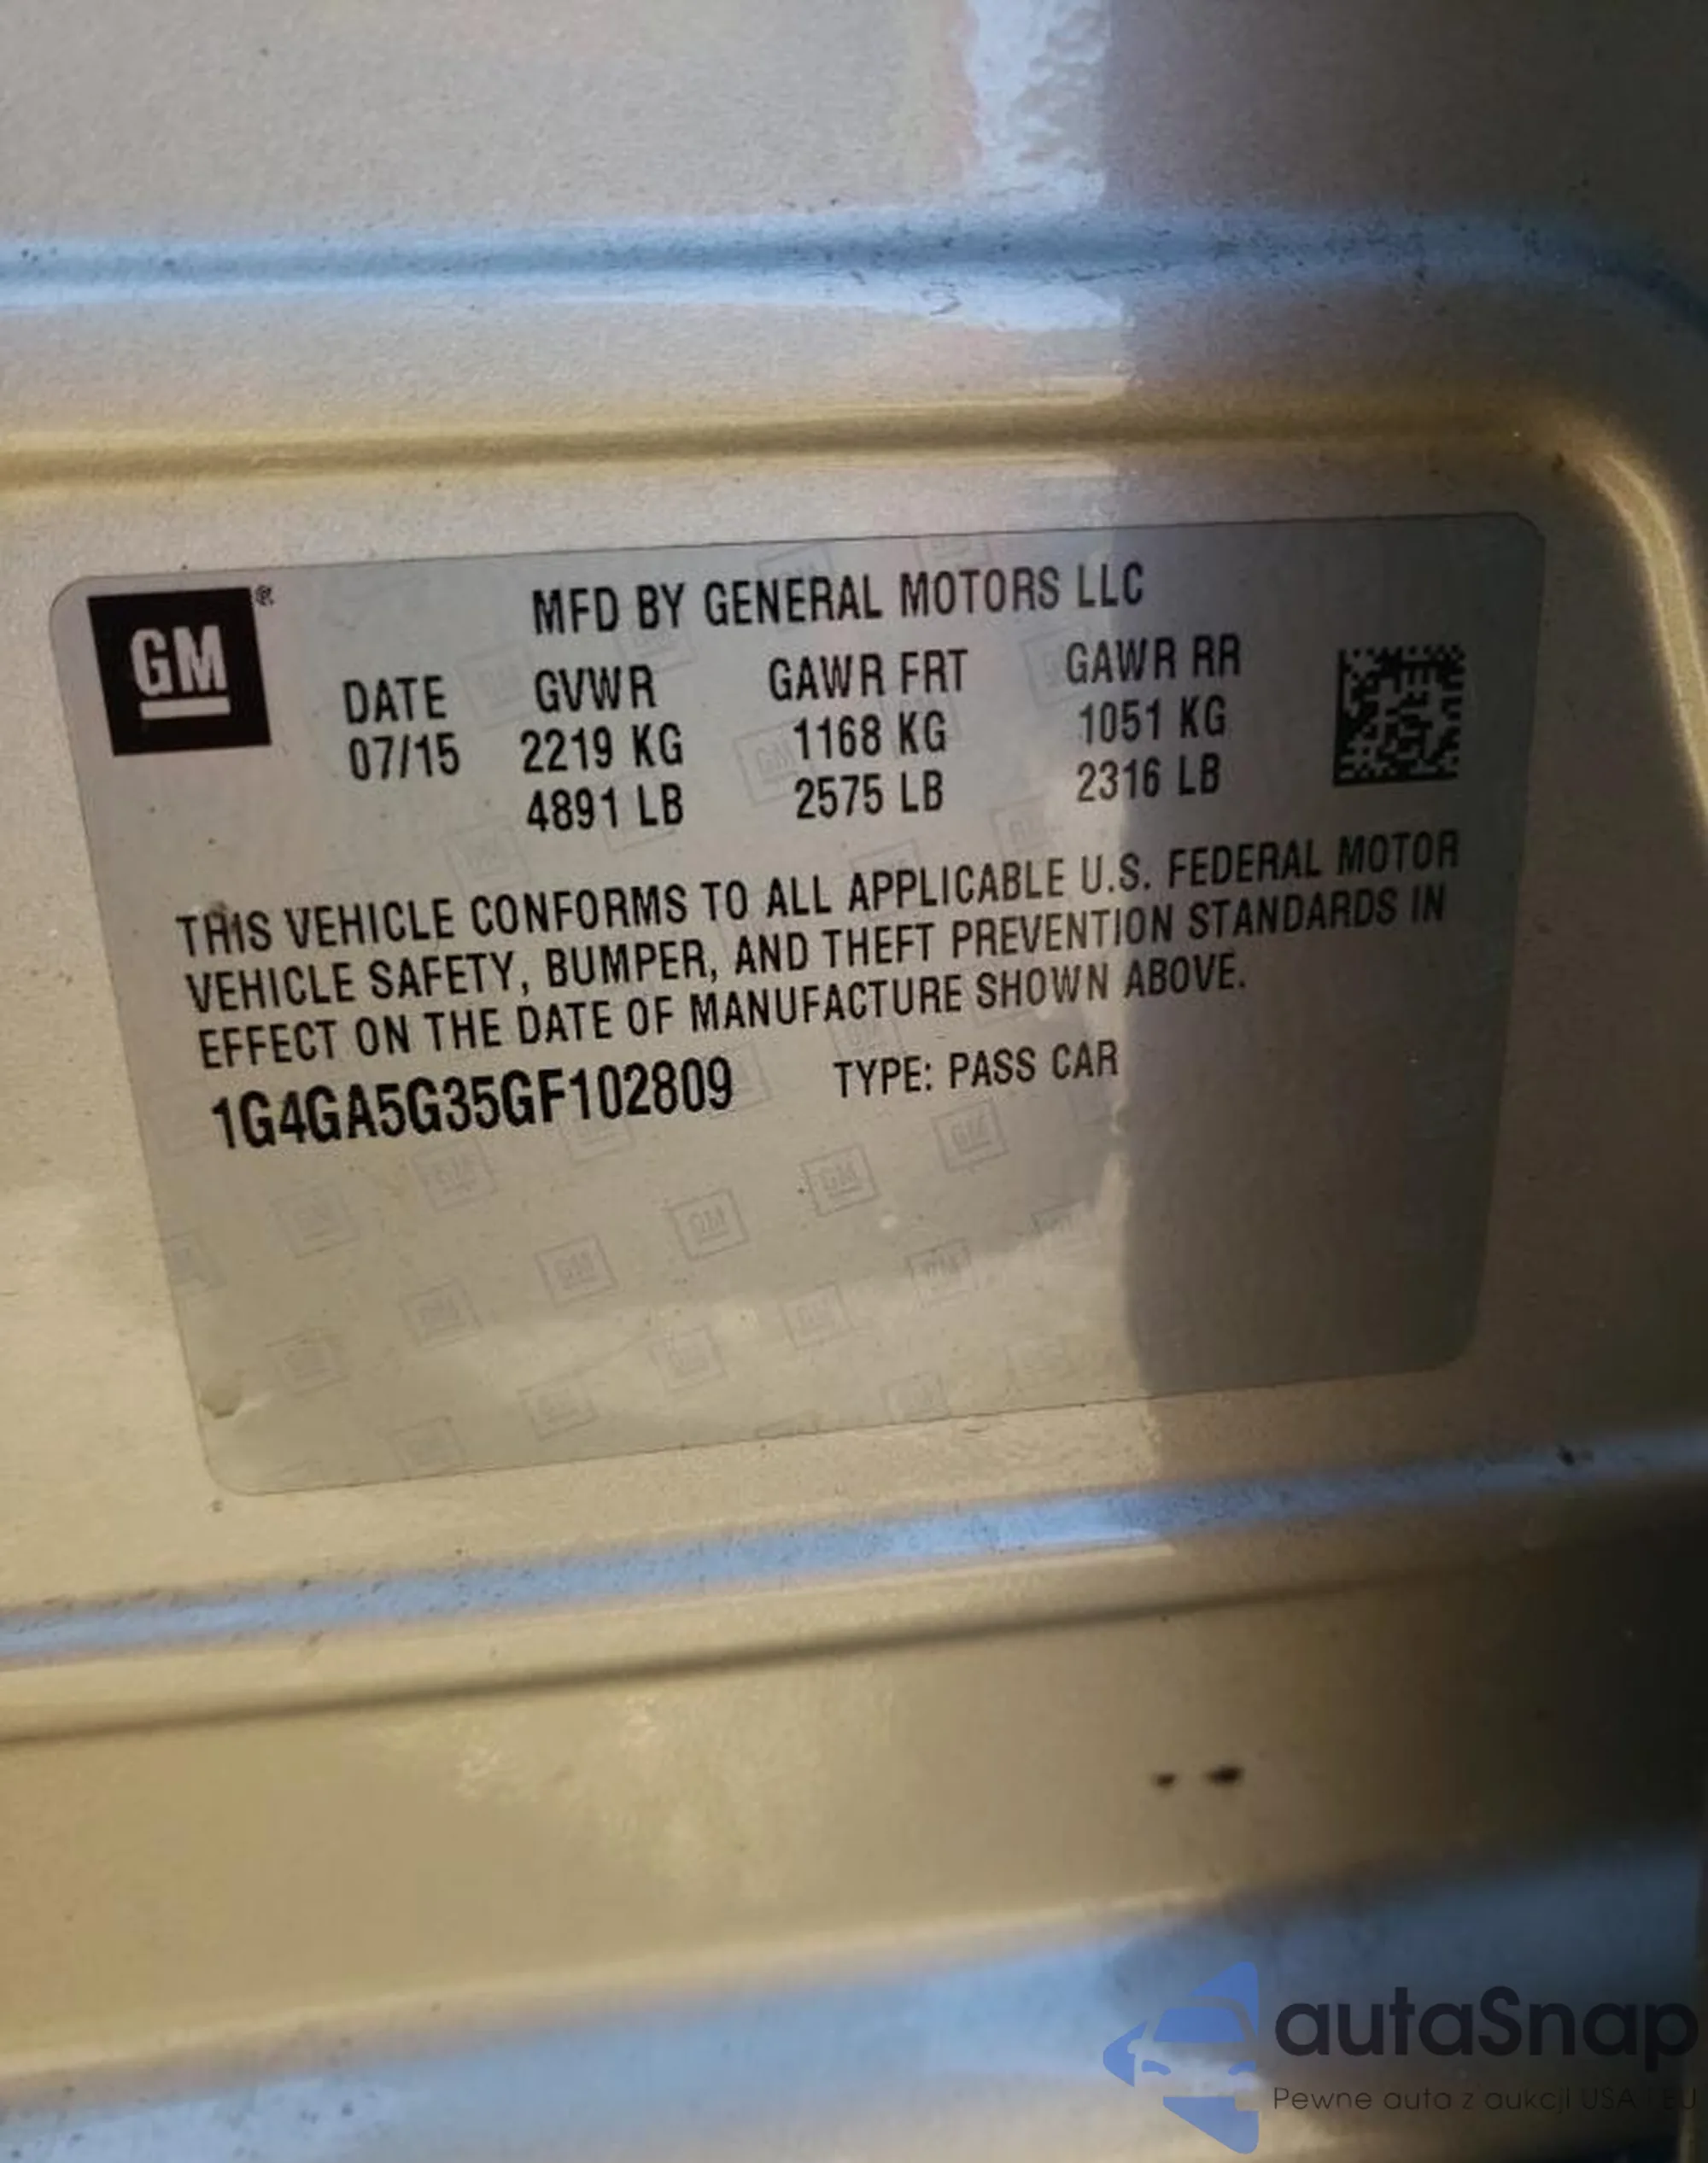 GM®
MFD BY GENERAL MOTORS LLC
DATE GVWR GAWR FRT GAWR RR
07/15 2219 KG 1168 KG 1051 KG
4891 LB 2575 LB 2316 LB
THIS VEHICLE CONFORMS TO ALL APPLICABLE U.S. FEDERAL MOTOR
VEHICLE SAFETY, BUMPER, AND THEFT PREVENTION STANDARDS IN
EFFECT ON THE DATE OF MANUFACTURE SHOWN ABOVE.
1G4GA5G35GF102809 TYPE: PASS CAR
autaSnap
Pewne auta z aukcji USA i EU